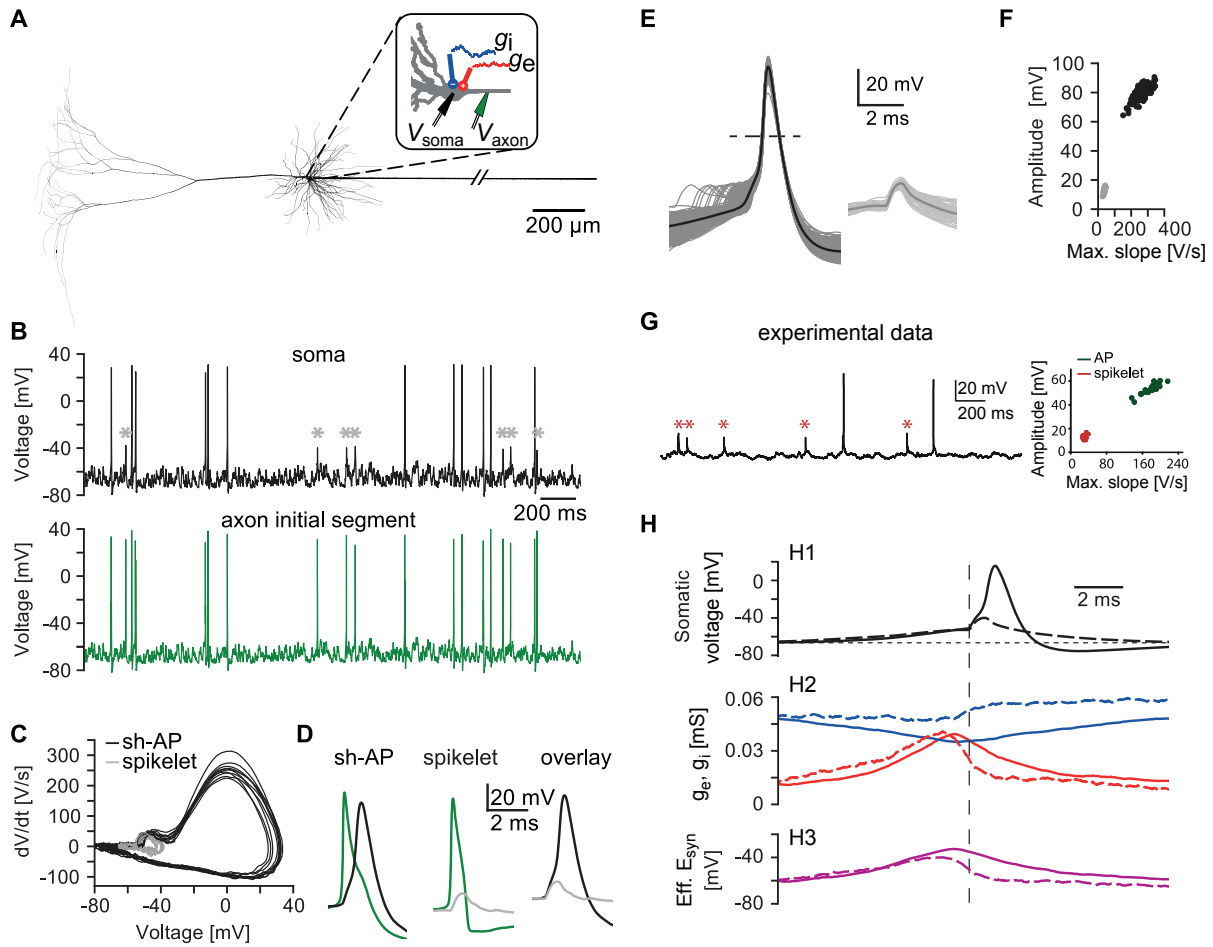 A
g_i
g_e
V_soma
V_axon
200 µm
B
soma
Voltage [mV]
40
0
-40
-80
* * ** ** *
200 ms
axon initial segment
Voltage [mV]
40
0
-40
-80
C
sh-AP
spikelet
dV/dt [V/s]
300
200
100
0
-100
-80 -40 0 40
Voltage [mV]
D
sh-AP spikelet overlay
20 mV
2 ms
E
20 mV
2 ms
F
Amplitude [mV]
100
80
60
40
20
0
0 200 400
Max. slope [V/s]
G
experimental data
** * * *
20 mV
200 ms
AP
spikelet
Amplitude [mV]
60
40
20
0
0 80 160 240
Max. slope [V/s]
H
H1
Somatic
voltage [mV]
0
-40
-80
2 ms
H2
g_e, g_i [mS]
0.06
0.03
0
H3
Eff. E_syn
[mV]
-40
-80